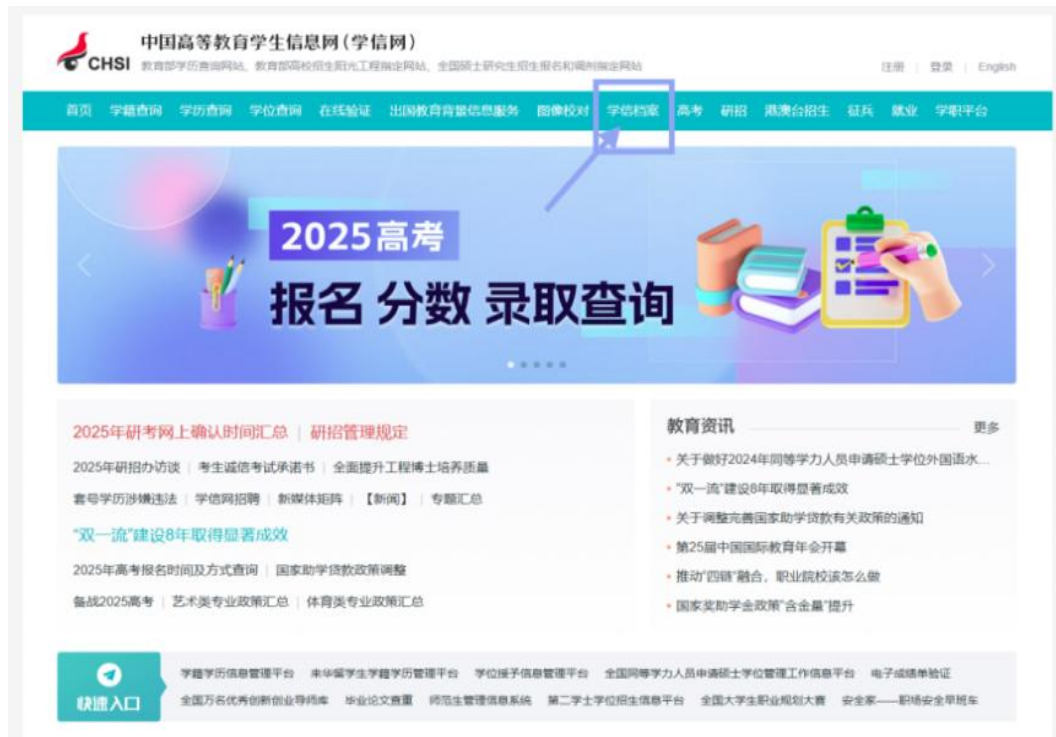 中国高等教育学生信息网(学信网)
CHSI 教育部学历查询网站、教育部高校招生阳光工程指定网站、全国硕士研究生招生报名和调剂指定网站
注册 | 登录 | English
首页 学籍查询 学历查询 学位查询 在线验证 出国教育背景信息服务 图像校对 学信档案 高考 研招 港澳台招生 征兵 就业 学职平台
2025高考
报名 分数 录取查询
2025年研考网上确认时间汇总 | 研招管理规定
2025年研招办访谈 | 考生诚信考试承诺书 | 全面提升工程博士培养质量
套号学历涉嫌违法 | 学信网招聘 | 新媒体矩阵 | 【新闻】 | 专题汇总
“双一流”建设8年取得显著成效
2025年高考报名时间及方式查询 | 国家助学贷款政策调整
备战2025高考 | 艺术类专业政策汇总 | 体育类专业政策汇总
教育资讯 更多
关于做好2024年同等学力人员申请硕士学位外国语水...
“双一流”建设8年取得显著成效
关于调整完善国家助学贷款有关政策的通知
第25届中国国际教育年会开幕
推动“四链”融合，职业院校该怎么做
国家奖助学金政策“含金量”提升
快速入口
学籍学历信息管理平台 来华留学生学籍学历管理平台 学位授予信息管理平台 全国同等学力人员申请硕士学位管理工作信息平台 电子成绩单验证
全国万名优秀创新创业导师库 毕业论文查重 师范生管理信息系统 第二学士学位招生信息平台 全国大学生职业规划大赛 安全家——职场安全早班车